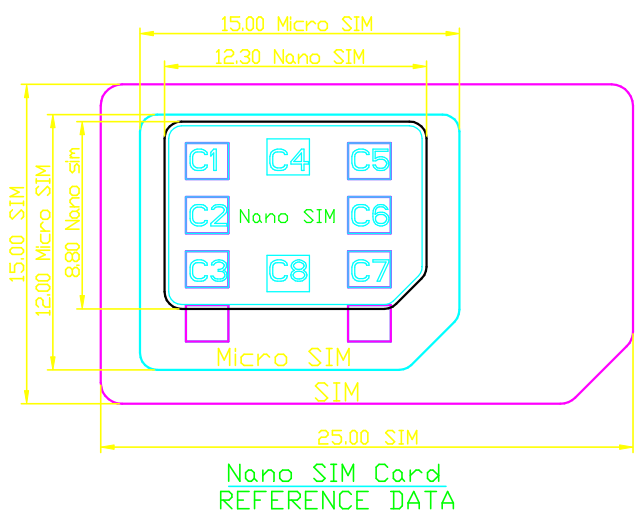 15.00 Micro SIM
12.30 Nano SIM
15.00 SIM
12.00 Micro SIM
8.80 Nano sim
C1 C4 C5
C2 Nano SIM C6
C3 C8 C7
Micro SIM
SIM
25.00 SIM
Nano SIM Card
REFERENCE DATA